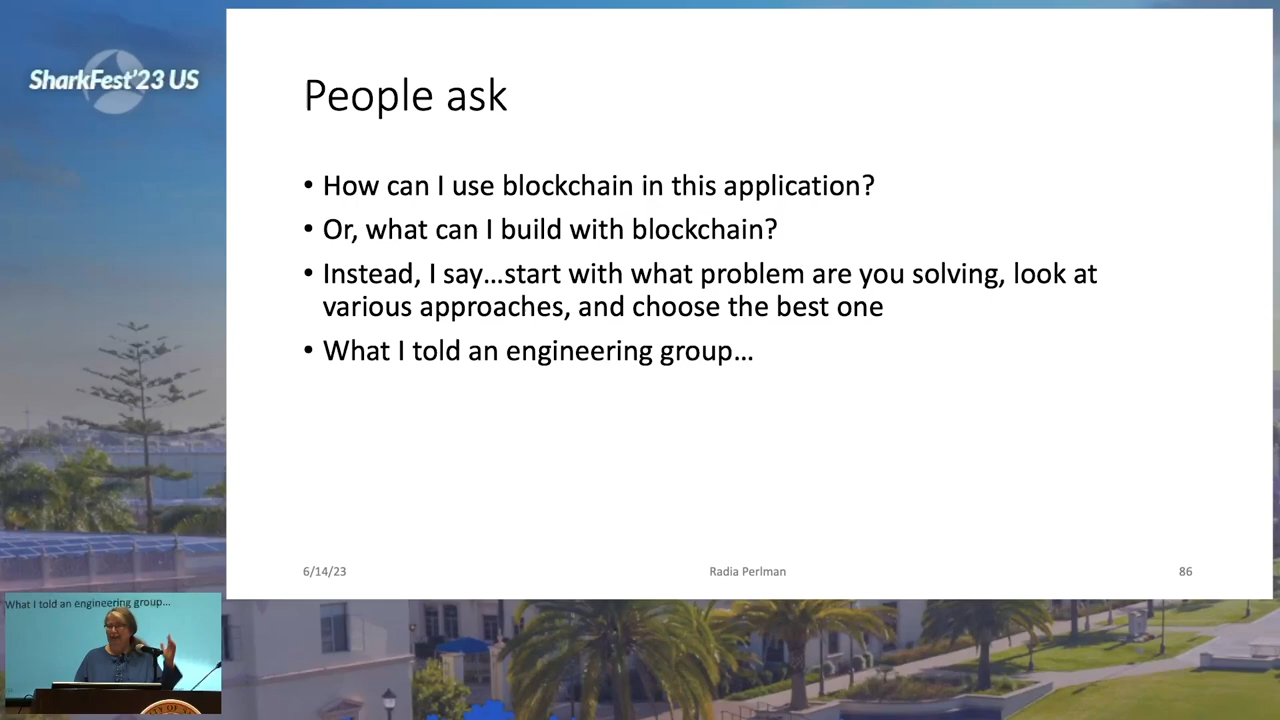 SharkFest'23 US
People ask
• How can I use blockchain in this application?
• Or, what can I build with blockchain?
• Instead, I say...start with what problem are you solving, look at
various approaches, and choose the best one
• What I told an engineering group...
6/14/23
Radia Perlman
86
What I told an engineering group...